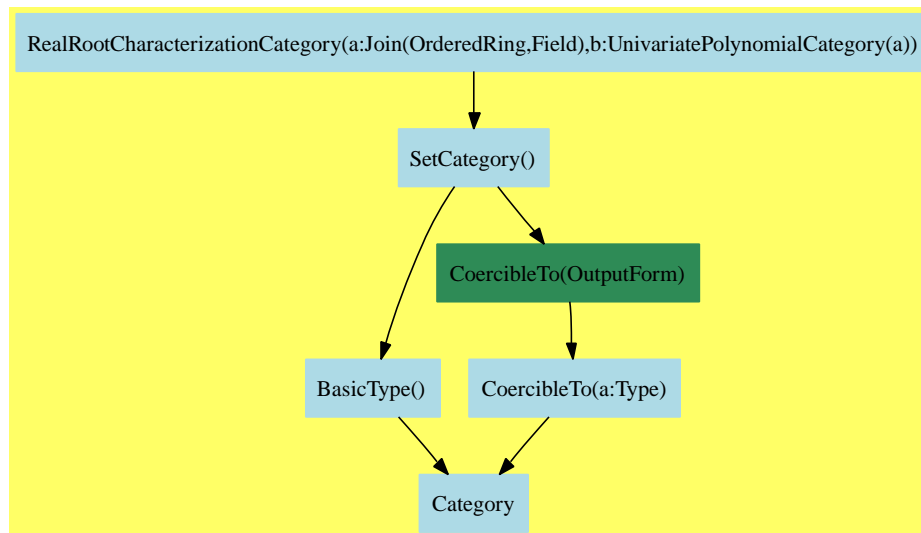 RealRootCharacterizationCategory(a:Join(OrderedRing,Field),b:UnivariatePolynomialCategory(a))
SetCategory()
CoercibleTo(OutputForm)
BasicType()
CoercibleTo(a:Type)
Category